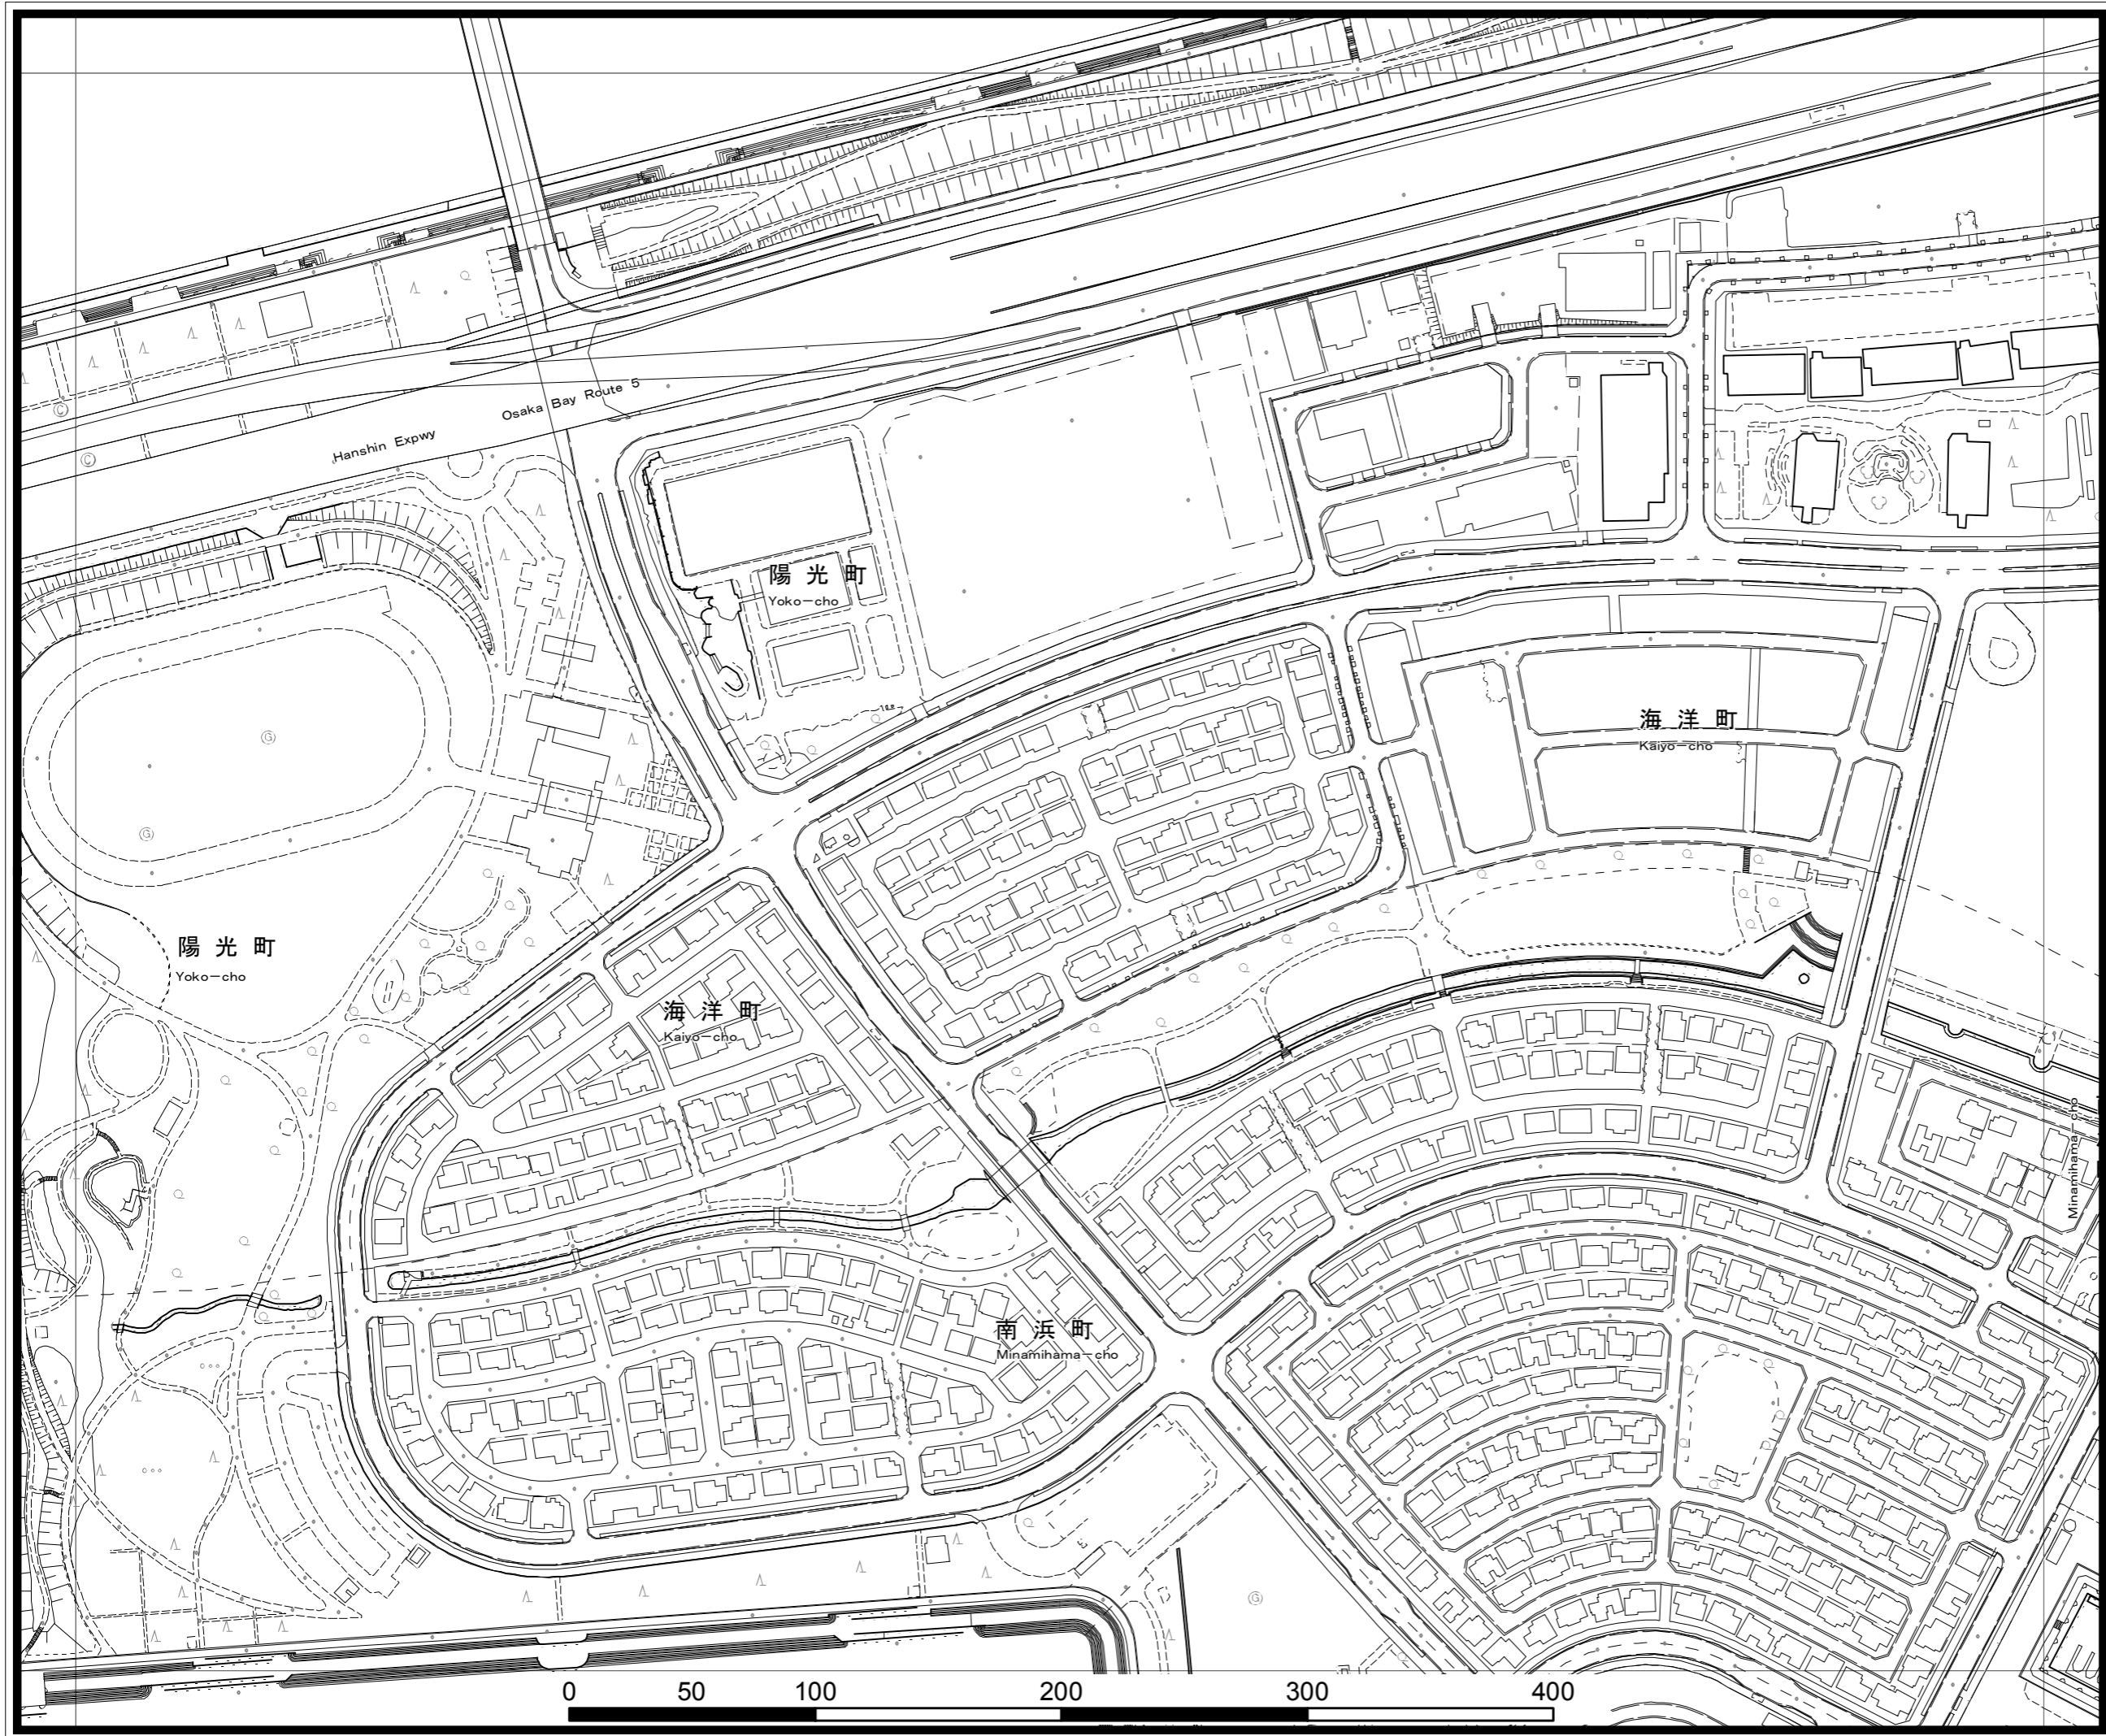 Osaka Bay Route 5
Hanshin Expwy
陽光町
Yoko-cho
海洋町
Kaiyo-cho
陽光町
Yoko-cho
海洋町
Kaiyo-cho
Minamihama-cho
南浜町
Minamihama-cho
0 50 100 200 300 400